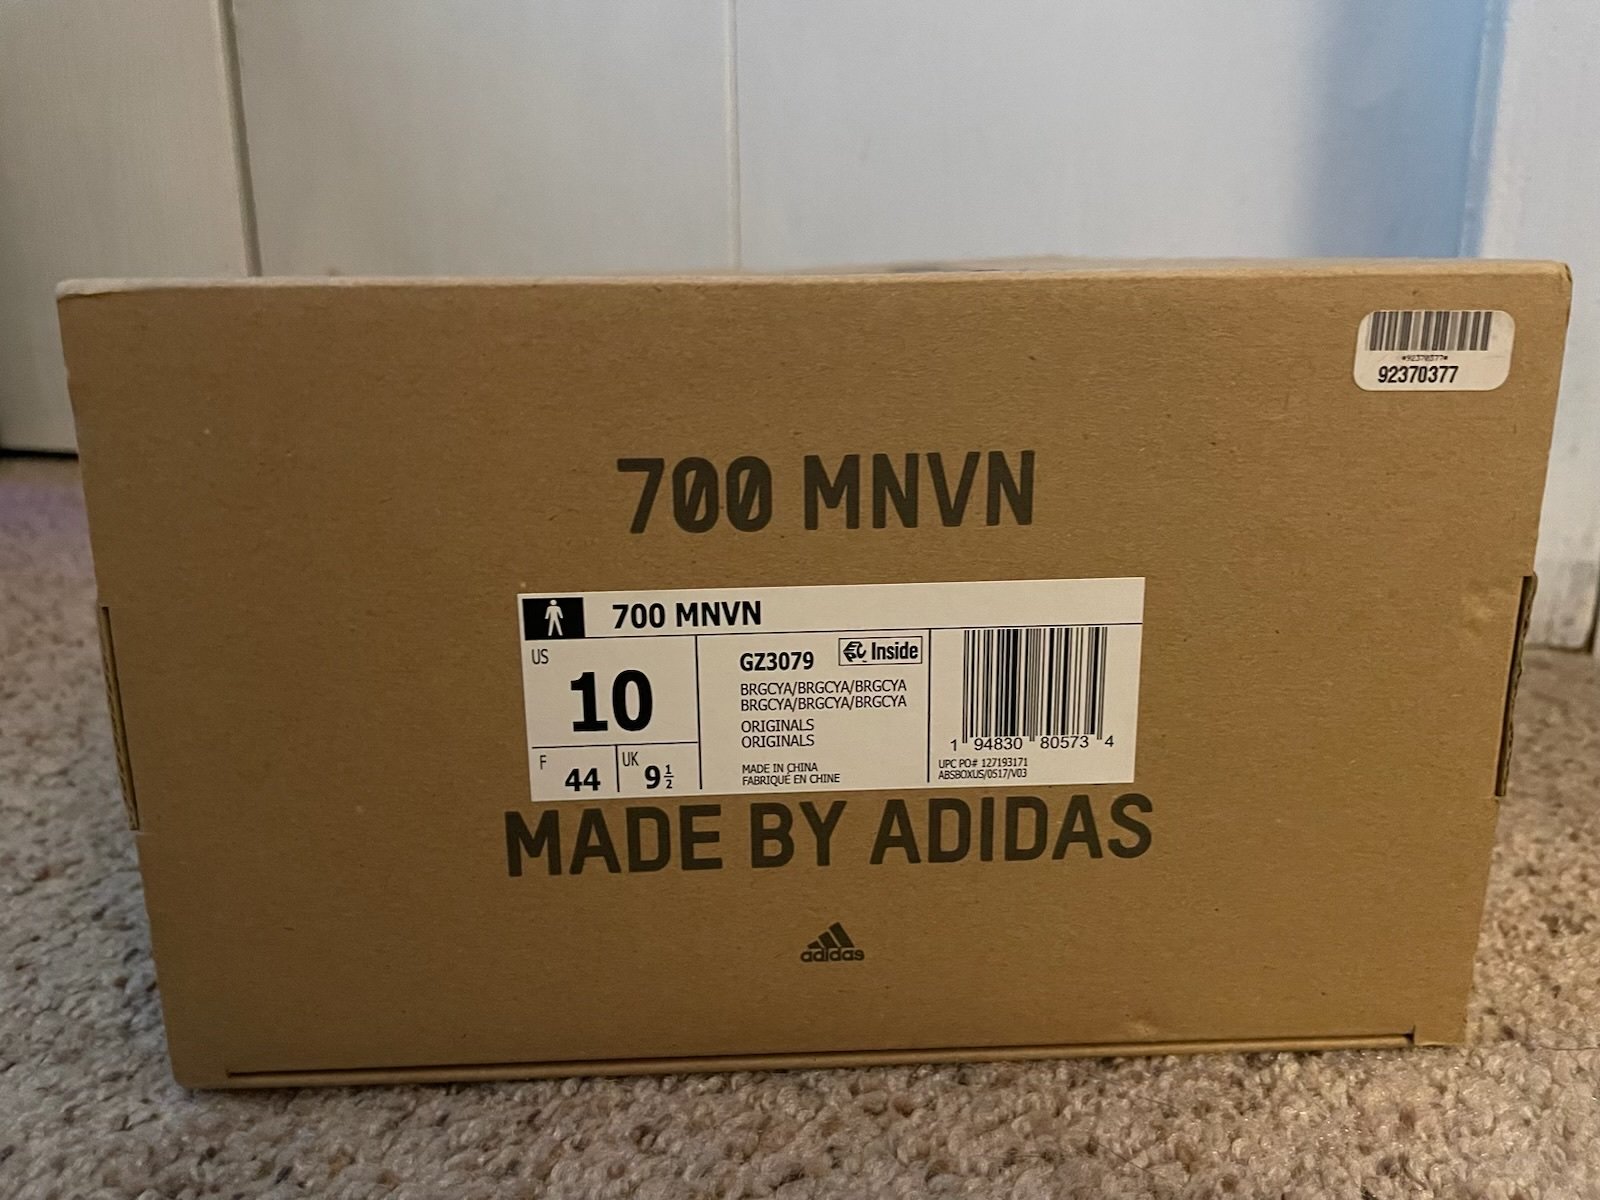 *92370377*
92370377
700 MNVN
700 MNVN
US
10
F 44
UK 9 1/2
GZ3079
Inside
BRGCYA/BRGCYA/BRGCYA
BRGCYA/BRGCYA/BRGCYA
ORIGINALS
ORIGINALS
MADE IN CHINA
FABRIQUÉ EN CHINE
1 94830 80573 4
UPC PO# 127193171
ABSBOXUS/0517/V03
MADE BY ADIDAS
adidas